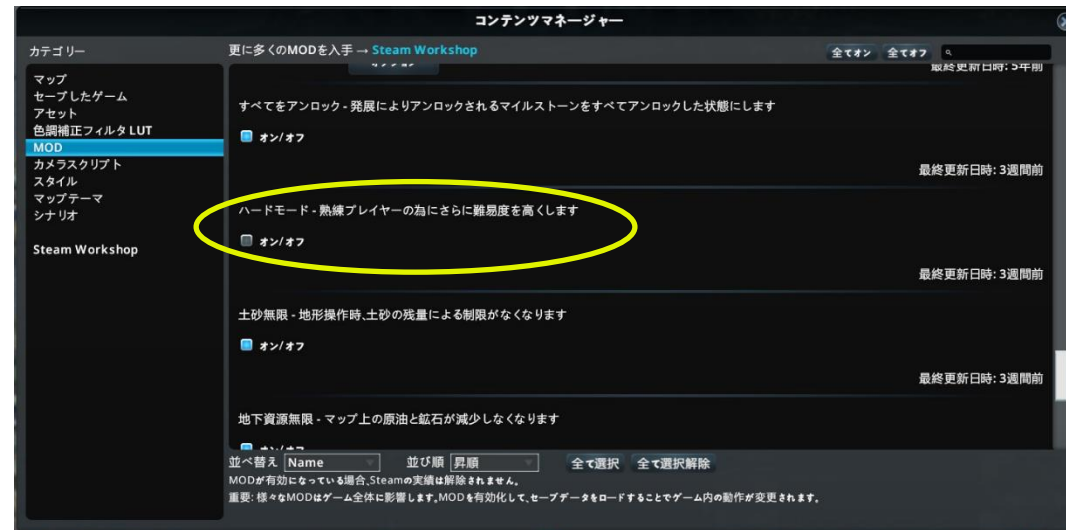 コンテンツマネージャー
カテゴリー
更に多くのMODを入手 → Steam Workshop
全てオン 全てオフ
マップ
セーブしたゲーム
アセット
色調補正フィルタ LUT
MOD
カメラスクリプト
スタイル
マップテーマ
シナリオ
Steam Workshop
最終更新日時: 5年前
すべてをアンロック - 発展によりアンロックされるマイルストーンをすべてアンロックした状態にします
オン/オフ
最終更新日時: 3週間前
ハードモード - 熟練プレイヤーの為にさらに難易度を高くします
オン/オフ
最終更新日時: 3週間前
土砂無限 - 地形操作時、土砂の残量による制限がなくなります
オン/オフ
最終更新日時: 3週間前
地下資源無限 - マップ上の原油と鉱石が減少しなくなります
並べ替え Name 並び順 昇順 全て選択 全て選択解除
MODが有効になっている場合、Steamの実績は解除されません。
重要: 様々なMODはゲーム全体に影響します。MODを有効化して、セーブデータをロードすることでゲーム内の動作が変更されます。